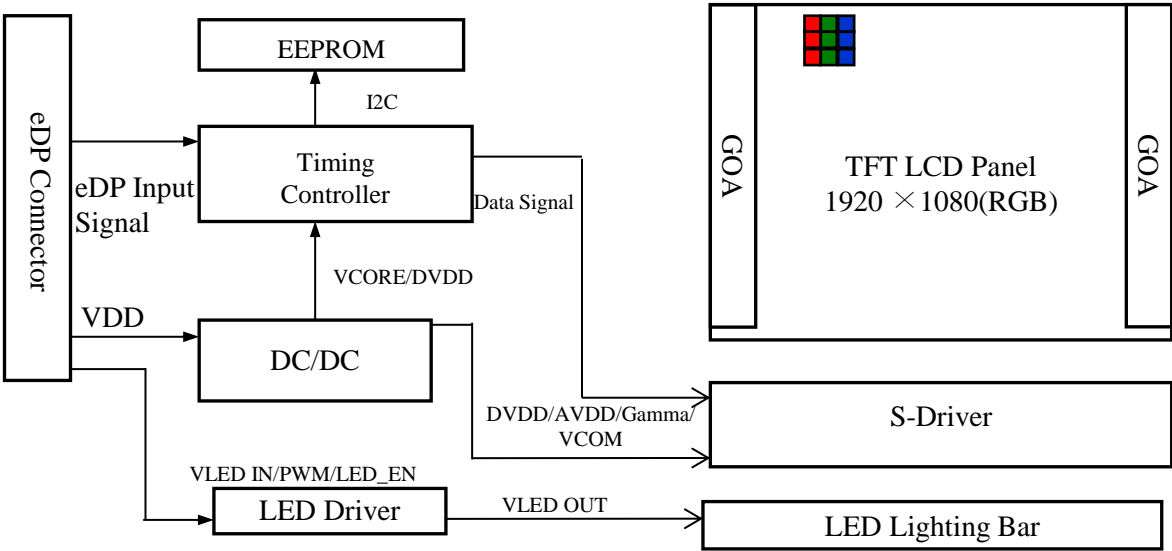 eDP Connector
EEPROM
I2C
Timing
Controller
eDP Input
Signal
Data Signal
VCORE/DVDD
VDD
DC/DC
DVDD/AVDD/Gamma/
VCOM
VLED IN/PWM/LED_EN
LED Driver
VLED OUT
GOA
TFT LCD Panel
1920 ×1080(RGB)
GOA
S-Driver
LED Lighting Bar